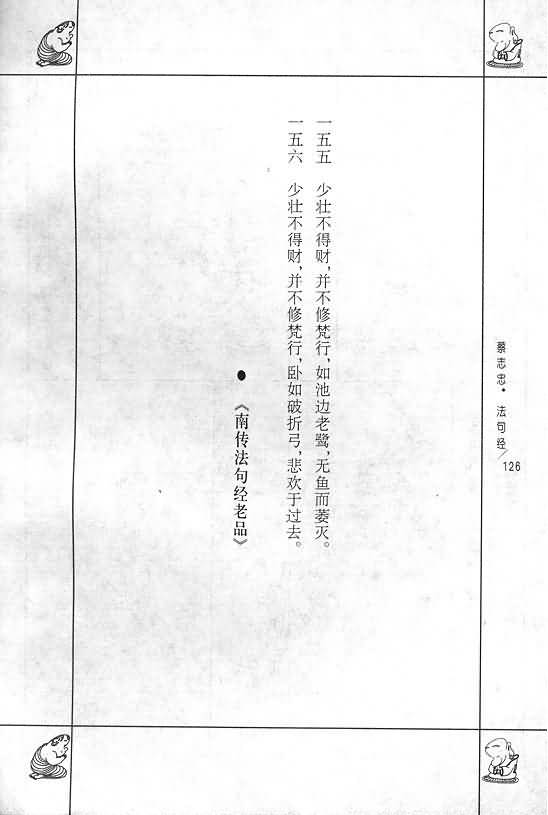 一五五 少壮不得财，并不修梵行，如池边老鹭，无鱼而萎灭。
一五六 少壮不得财，并不修梵行，卧如破折弓，悲欢于过去。
●《南传法句经老品》
蔡志忠·法句经/126